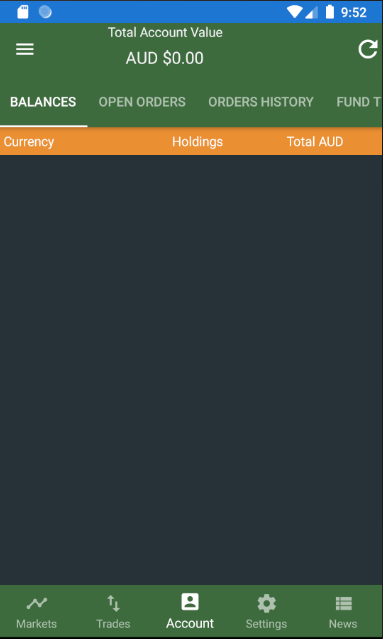 9:52
Total Account Value
AUD $0.00
BALANCES OPEN ORDERS ORDERS HISTORY FUND T
Currency Holdings Total AUD
Markets Trades Account Settings News